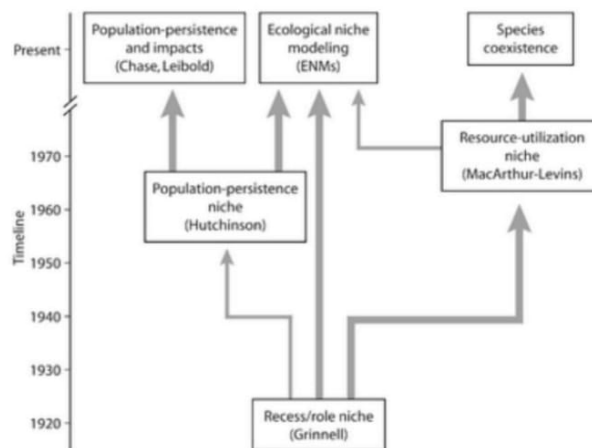 Population-persistence
and impacts
(Chase, Leibold)
Ecological niche
modeling
(ENMs)
Species
coexistence
Present
Resource-utilization
niche
(MacArthur-Levins)
1970
Population-persistence
niche
(Hutchinson)
1960
1950
Timeline
1940
1930
Recess/role niche
(Grinnell)
1920